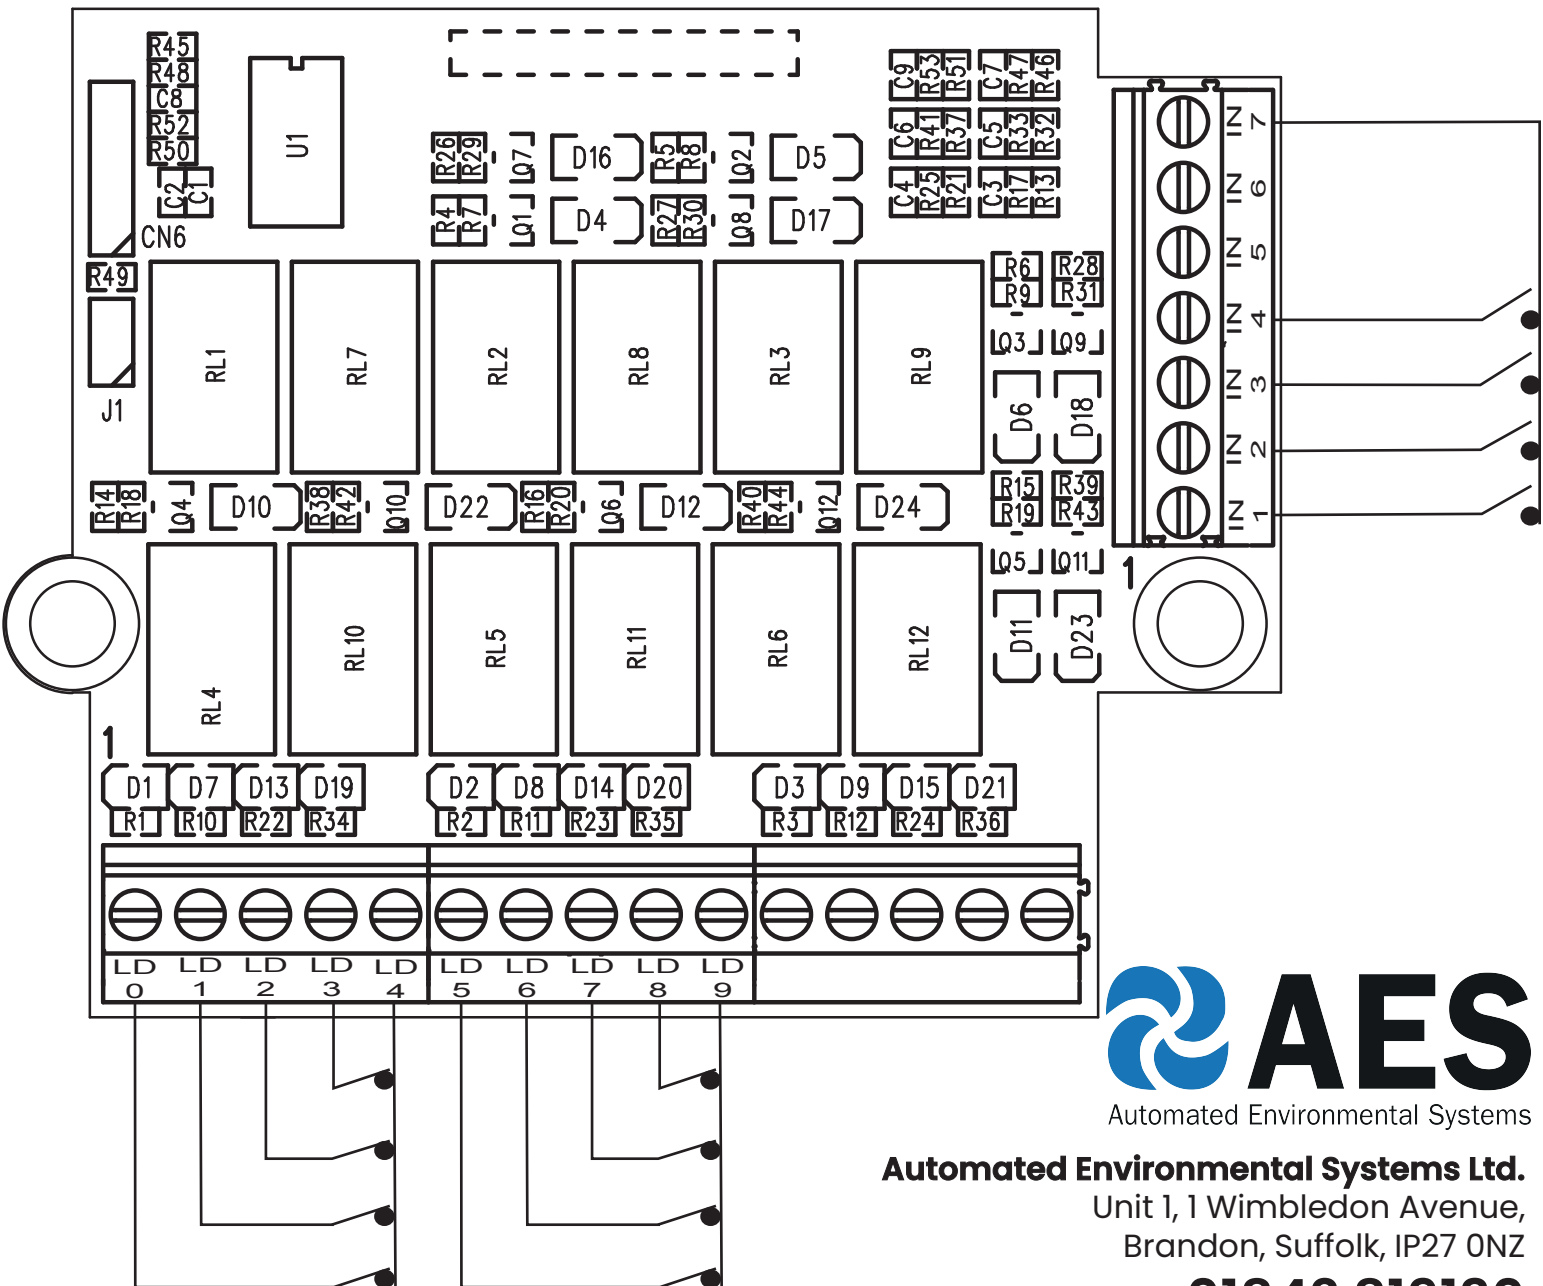 R45
R48
C8
R52
R50
C2 C1
U1
CN6
R49
J1
R26 R29 Q7 D16 R5 R8 Q2 D5
R4 R7 Q1 D4 R27 R30 Q8 D17
C9 R53 R51 C7 R47 R46
C6 R41 R37 C5 R33 R32
C4 R25 R21 C3 R17 R13
IN 7
IN 6
IN 5
IN 4
IN 3
IN 2
IN 1
1
R6 R28
R9 R31
Q3 Q9
D6 D18
RL1 RL7 RL2 RL8 RL3 RL9
R14 R18 Q4 D10 R38 R42 Q10 D22 R16 R20 Q6 D12 R40 R44 Q12 D24
R15 R39
R19 R43
Q5 Q11
D11 D23
RL4 RL10 RL5 RL11 RL6 RL12
1
D1 D7 D13 D19 D2 D8 D14 D20 D3 D9 D15 D21
R1 R10 R22 R34 R2 R11 R23 R35 R3 R12 R24 R36
LD LD LD LD LD LD LD LD LD LD
0 1 2 3 4 5 6 7 8 9
AES
Automated Environmental Systems
Automated Environmental Systems Ltd.
Unit 1, 1 Wimbledon Avenue,
Brandon, Suffolk, IP27 0NZ